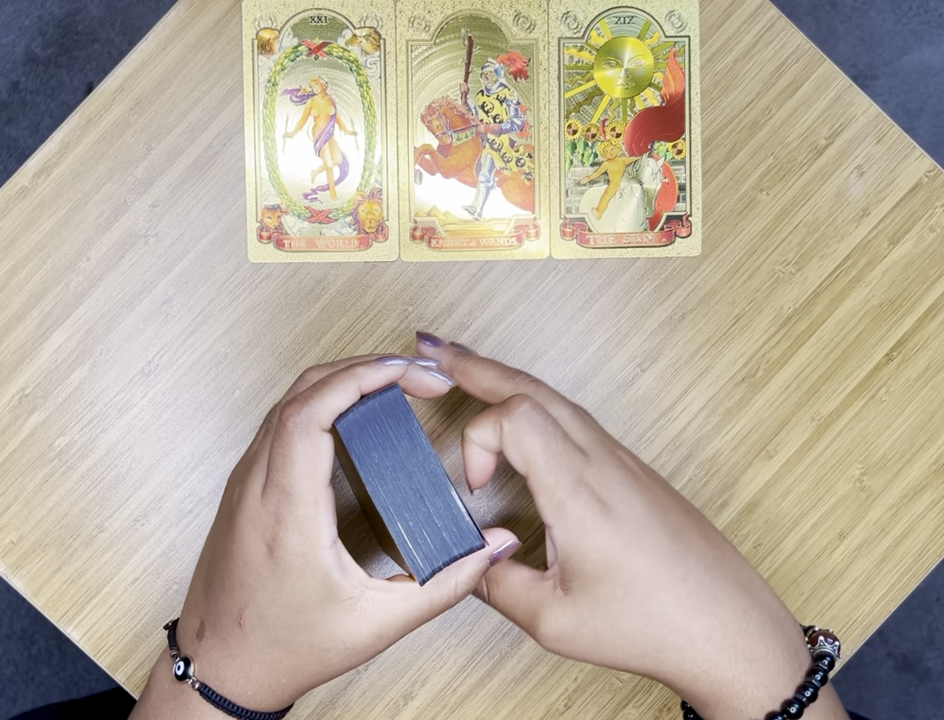 XXI
THE WORLD
KNIGHT of WANDS
XIX
THE SUN